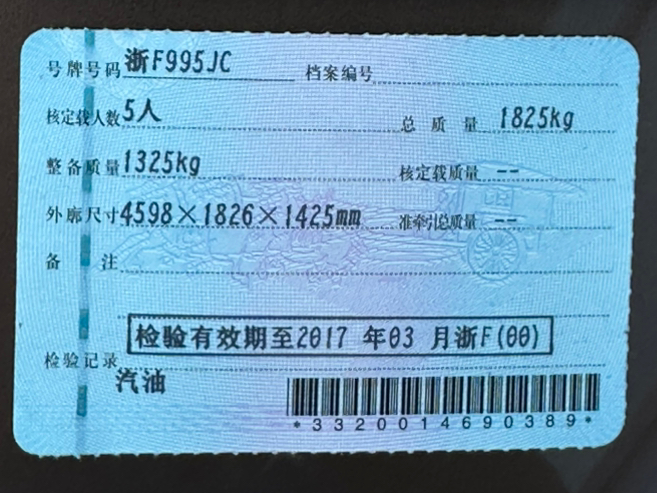 号牌号码 浙F995JC 档案编号
核定载人数 5人 总质量 1825kg
整备质量 1325kg 核定载质量 --
外廓尺寸 4598×1826×1425mm 准牵引总质量 --
备注
检验有效期至2017 年03 月浙F(00)
检验记录
汽油
*3320014690389*